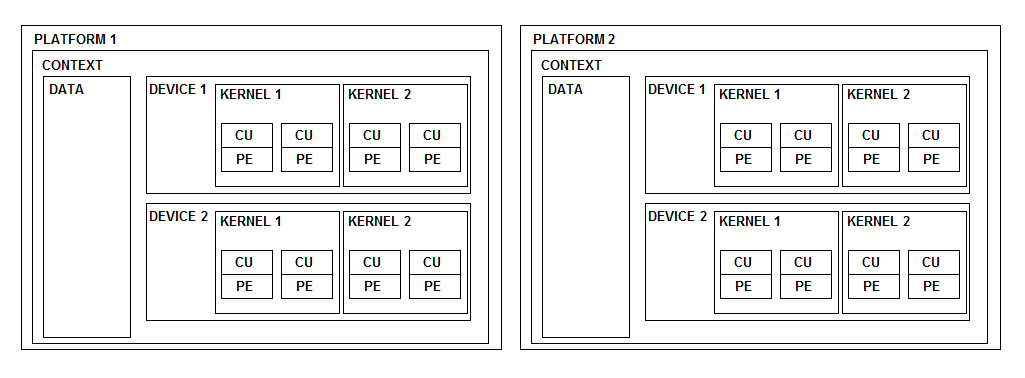 PLATFORM 1
CONTEXT
DATA
DEVICE 1
KERNEL 1
CU CU
PE PE
KERNEL 2
CU CU
PE PE
DEVICE 2
KERNEL 1
CU CU
PE PE
KERNEL 2
CU CU
PE PE
PLATFORM 2
CONTEXT
DATA
DEVICE 1
KERNEL 1
CU CU
PE PE
KERNEL 2
CU CU
PE PE
DEVICE 2
KERNEL 1
CU CU
PE PE
KERNEL 2
CU CU
PE PE